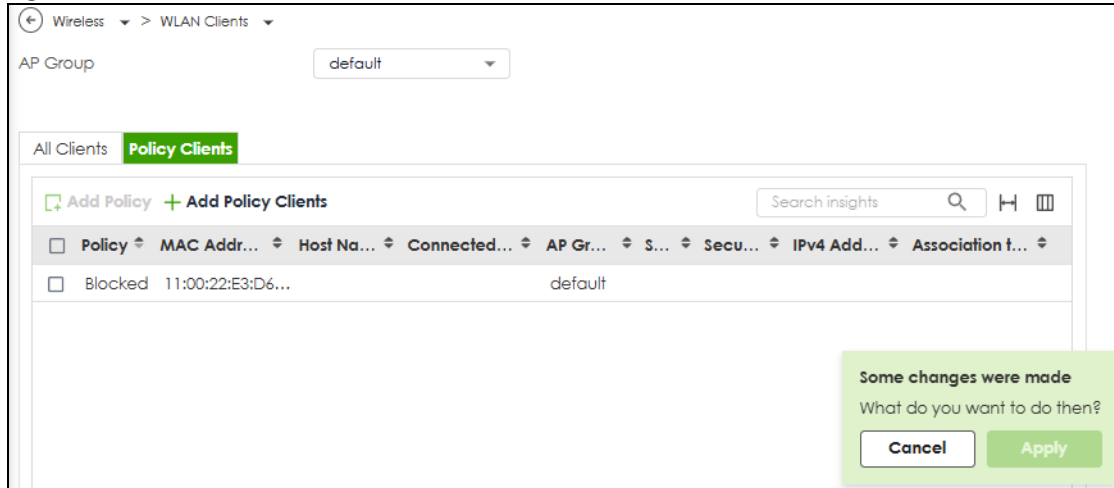 Wireless > WLAN Clients
AP Group default
All Clients Policy Clients
Add Policy + Add Policy Clients Search insights
Policy MAC Addr... Host Na... Connected... AP Gr... S... Secu... IPv4 Add... Association t...
Blocked 11:00:22:E3:D6... default
Some changes were made
What do you want to do then?
Cancel Apply